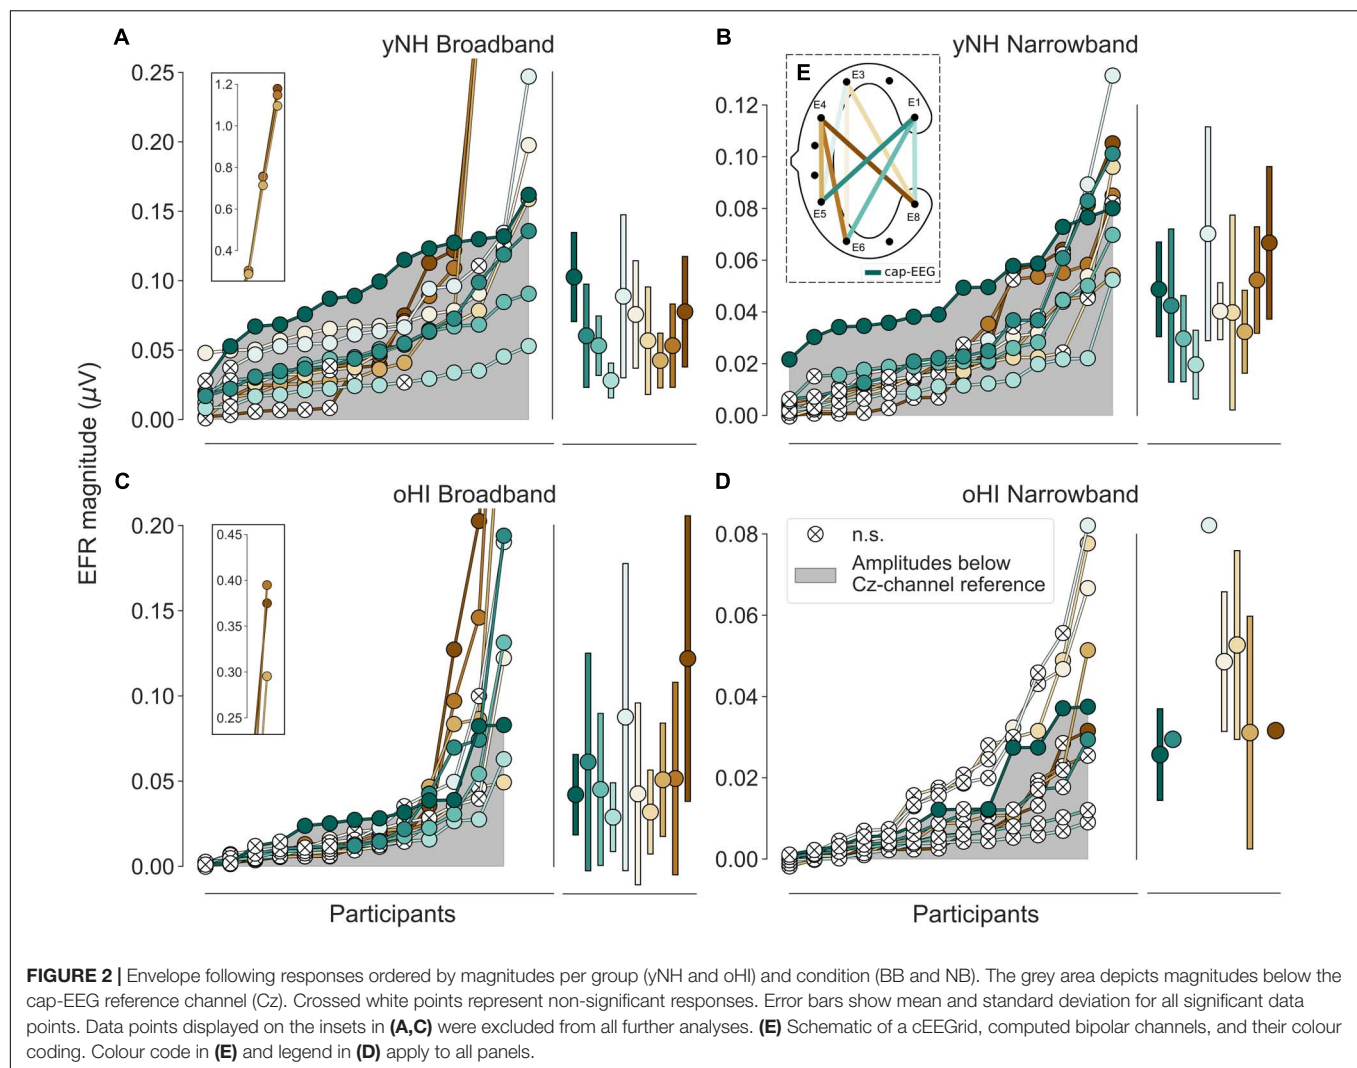 A
yNH Broadband
0.25
0.20
0.15
0.10
0.05
0.00
1.2
1.0
0.8
0.6
0.4
B
yNH Narrowband
0.12
0.10
0.08
0.06
0.04
0.02
0.00
E
E3
E4
E1
E5
E8
E6
cap-EEG
EFR magnitude (μV)
C
oHI Broadband
0.20
0.15
0.10
0.05
0.00
0.45
0.40
0.35
0.30
0.25
Participants
D
oHI Narrowband
0.08
0.06
0.04
0.02
0.00
n.s.
Amplitudes below
Cz-channel reference
Participants
FIGURE 2 | Envelope following responses ordered by magnitudes per group (yNH and oHI) and condition (BB and NB). The grey area depicts magnitudes below the
cap-EEG reference channel (Cz). Crossed white points represent non-significant responses. Error bars show mean and standard deviation for all significant data
points. Data points displayed on the insets in (A,C) were excluded from all further analyses. (E) Schematic of a cEEGrid, computed bipolar channels, and their colour
coding. Colour code in (E) and legend in (D) apply to all panels.